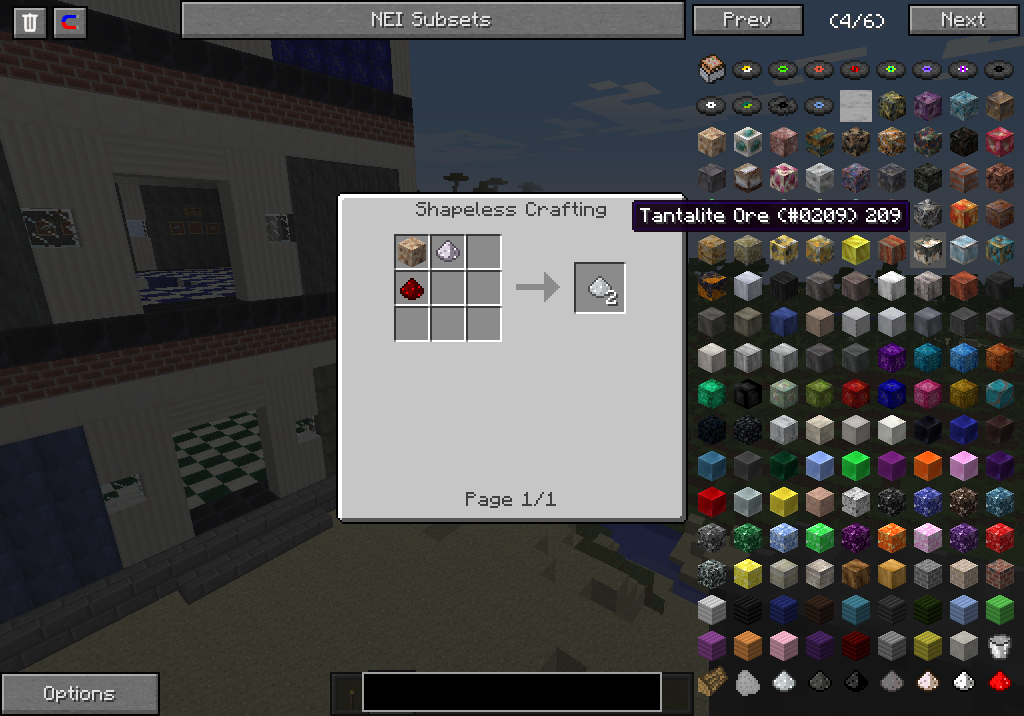 NEI Subsets
Prev
(4/6)
Next
Shapeless Crafting
Tantalite Ore (#0209) 209
2
Page 1/1
Options